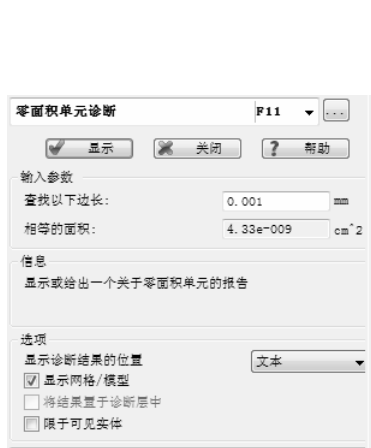 零面积单元诊断 F11 ...
显示 关闭 ? 帮助
输入参数
查找以下边长: 0.001 mm
相等的面积: 4.33e-009 cm^2
信息
显示或给出一个关于零面积单元的报告
选项
显示诊断结果的位置 文本
显示网格/模型
将结果置于诊断层中
限于可见实体